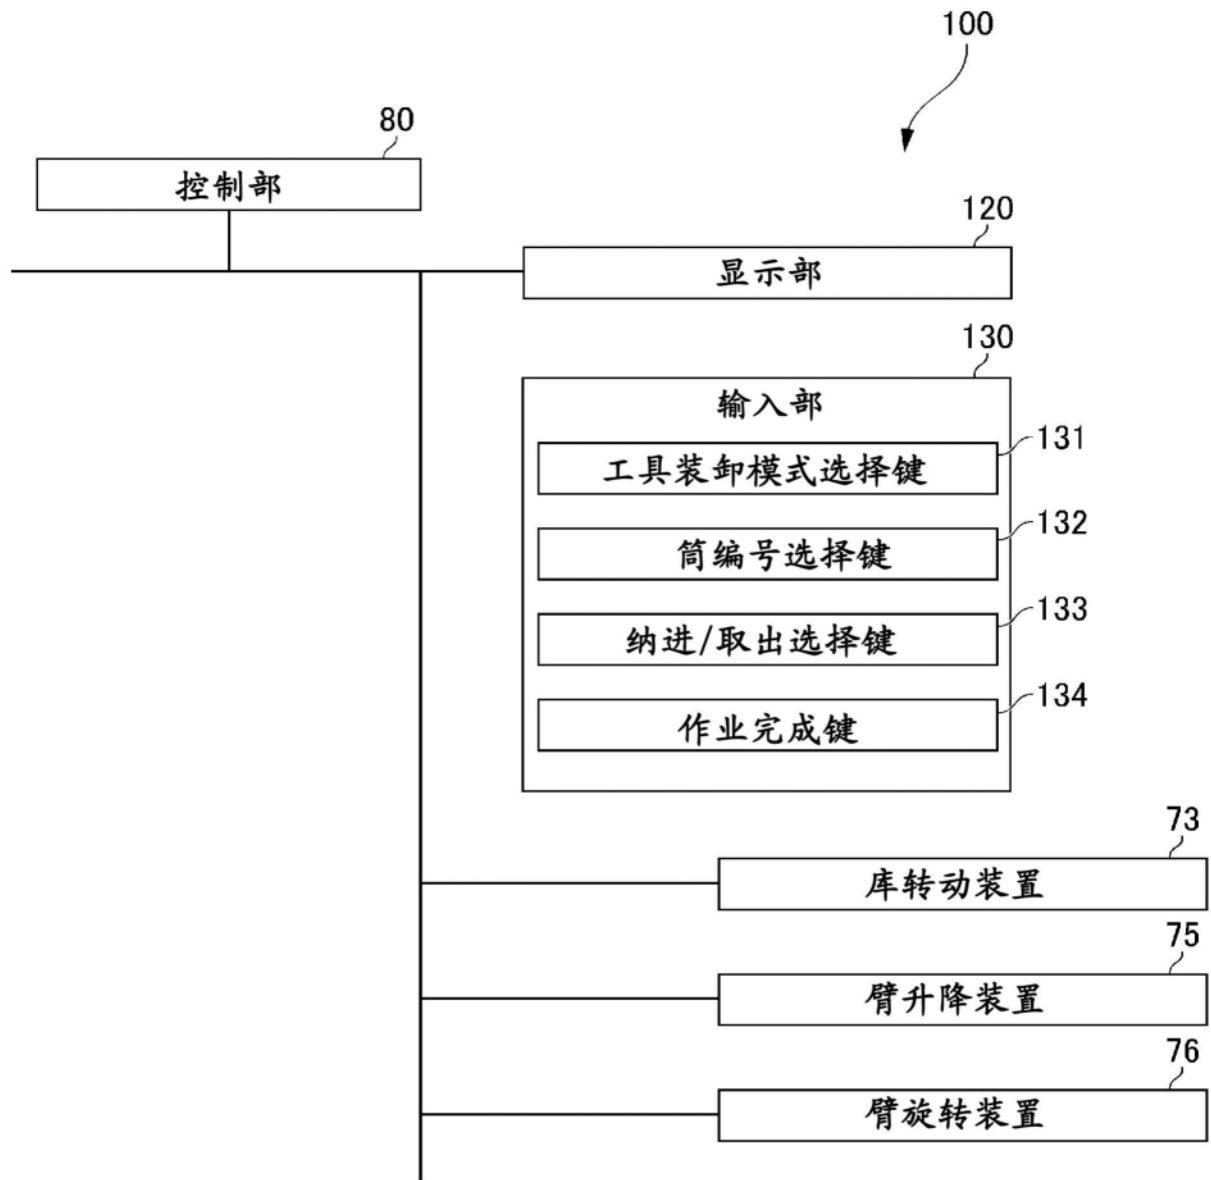 100
80
控制部
120
显示部
130
输入部
131
工具装卸模式选择键
132
筒编号选择键
133
纳进/取出选择键
134
作业完成键
73
库转动装置
75
臂升降装置
76
臂旋转装置